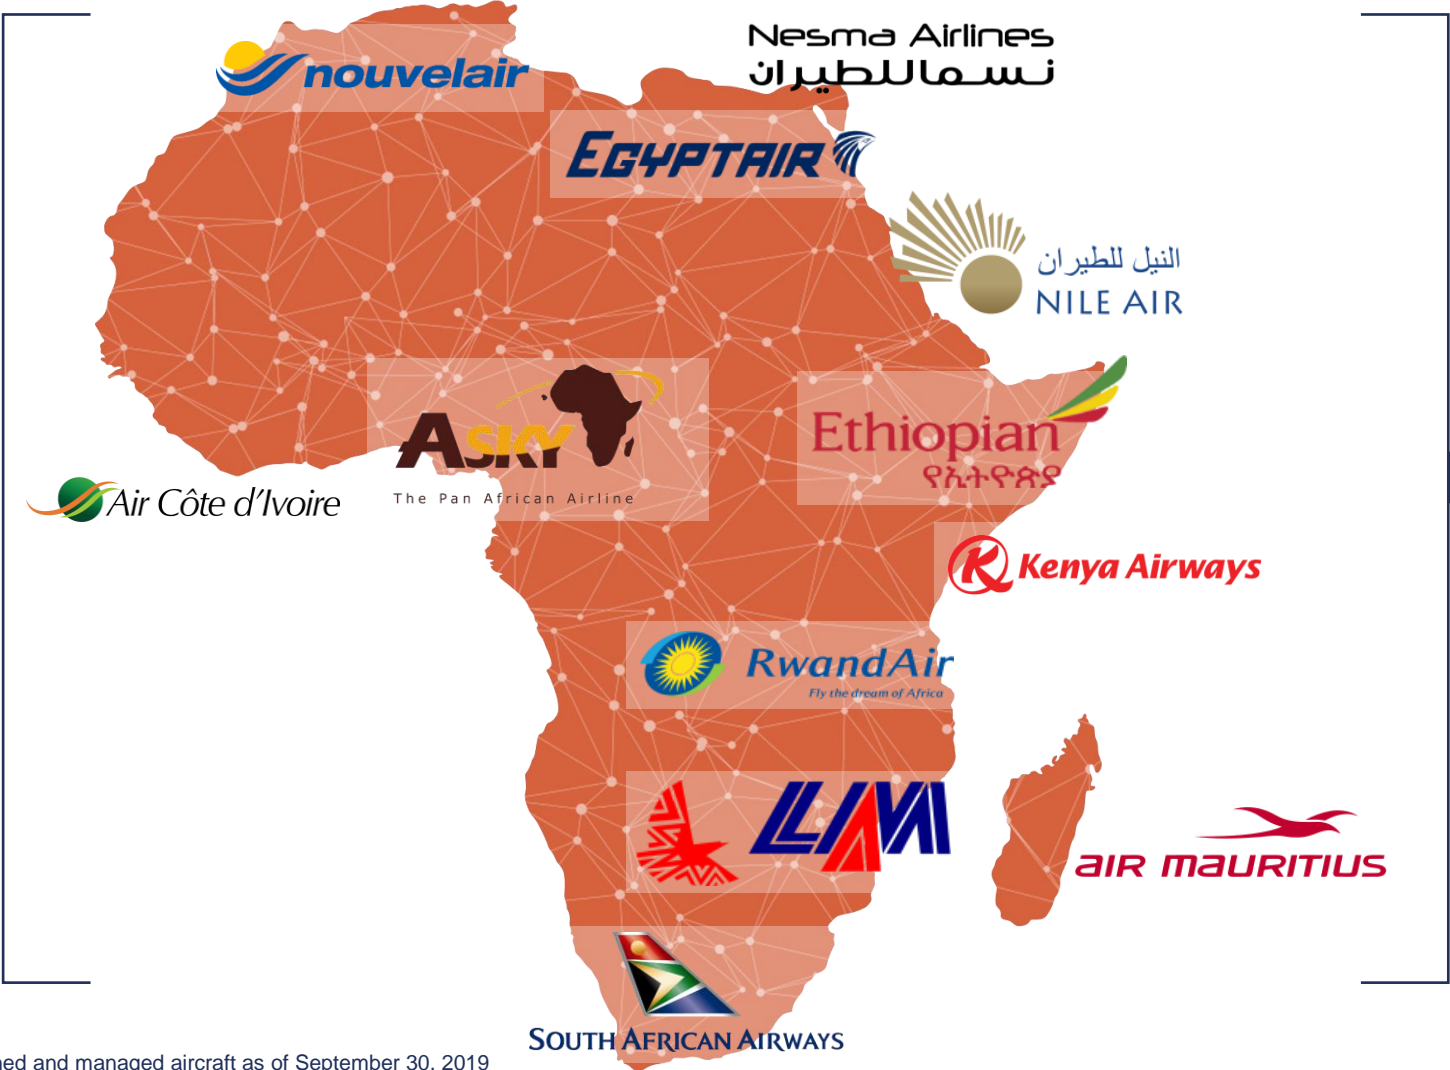 nouvelair
Nesma Airlines
نسما للطيران
EGYPTAIR
النيل للطيران
NILE AIR
ASKY
The Pan African Airline
Ethiopian
የኢትዮጵያ
Air Côte d'Ivoire
Kenya Airways
RwandAir
Fly the dream of Africa
LAM
AIR MAURITIUS
SOUTH AFRICAN AIRWAYS
and managed aircraft as of September 30, 2019